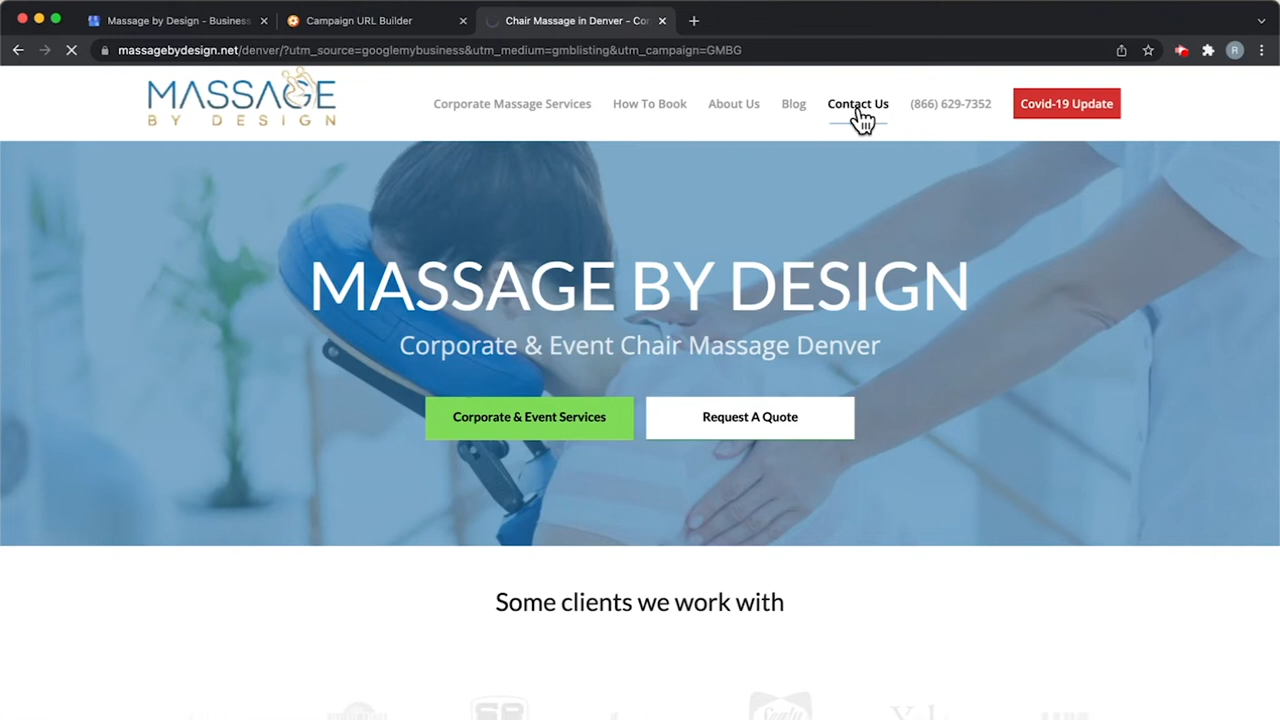 Massage by Design - Business
Campaign URL Builder
Chair Massage in Denver - Cor
massagebydesign.net/denver/?utm_source=googlemybusiness&utm_medium=gmblisting&utm_campaign=GMBG
R
MASSAGE
BY DESIGN
Corporate Massage Services
How To Book
About Us
Blog
Contact Us
(866) 629-7352
Covid-19 Update
MASSAGE BY DESIGN
Corporate & Event Chair Massage Denver
Corporate & Event Services
Request A Quote
Some clients we work with
Sealy